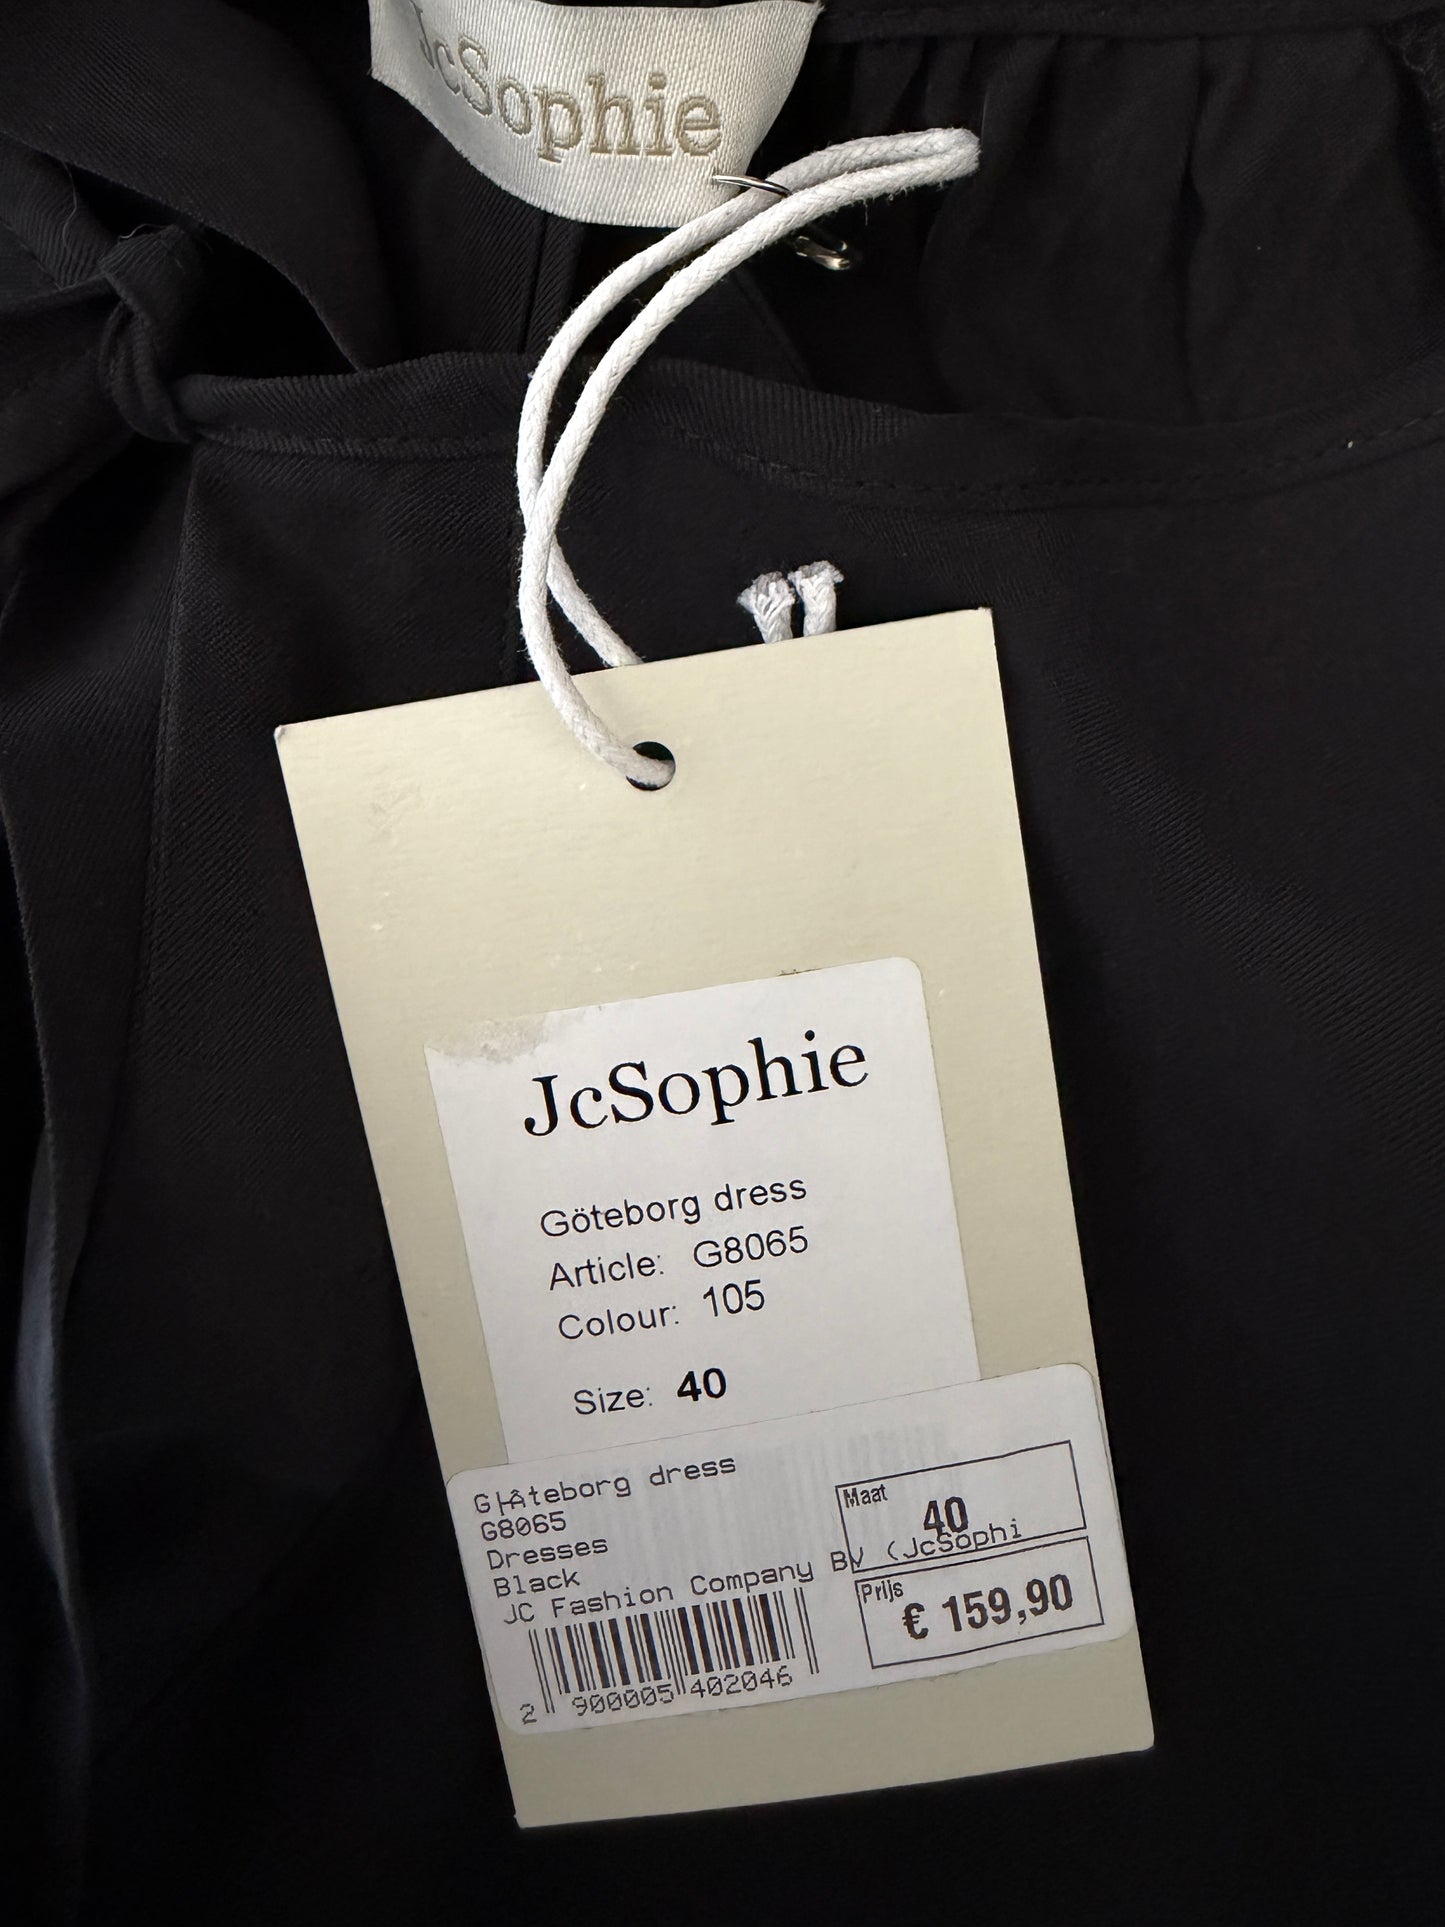 JcSophie
JcSophie
Göteborg dress
Article: G8065
Colour: 105
Size: 40
G├Âteborg dress
G8065
Dresses
Black
JC Fashion Company BV (JcSophi
Maat
40
Prijs
€ 159,90
2 900005 402046